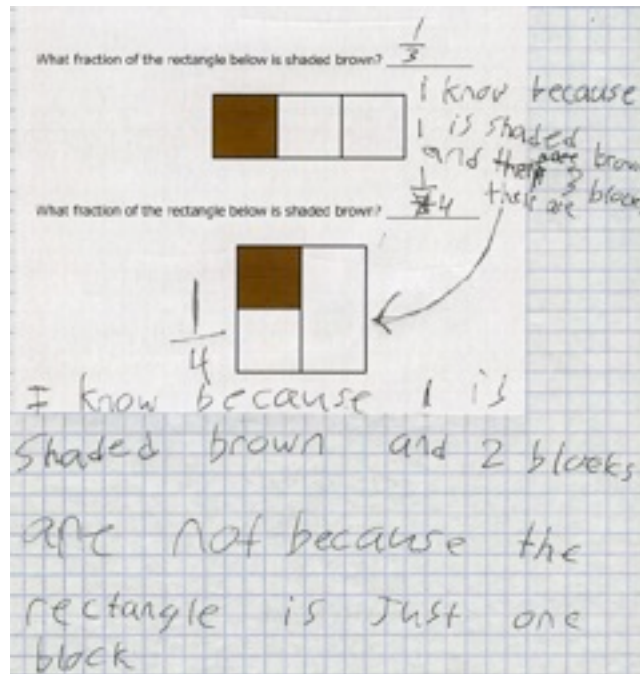 What fraction of the rectangle below is shaded brown? 1/3
i know because
1 is shaded
and brown
3
there are blocks
What fraction of the rectangle below is shaded brown? 1/4
1/4
I know because 1 is
shaded brown and 2 blocks
are not because the
rectangle is Just one
block